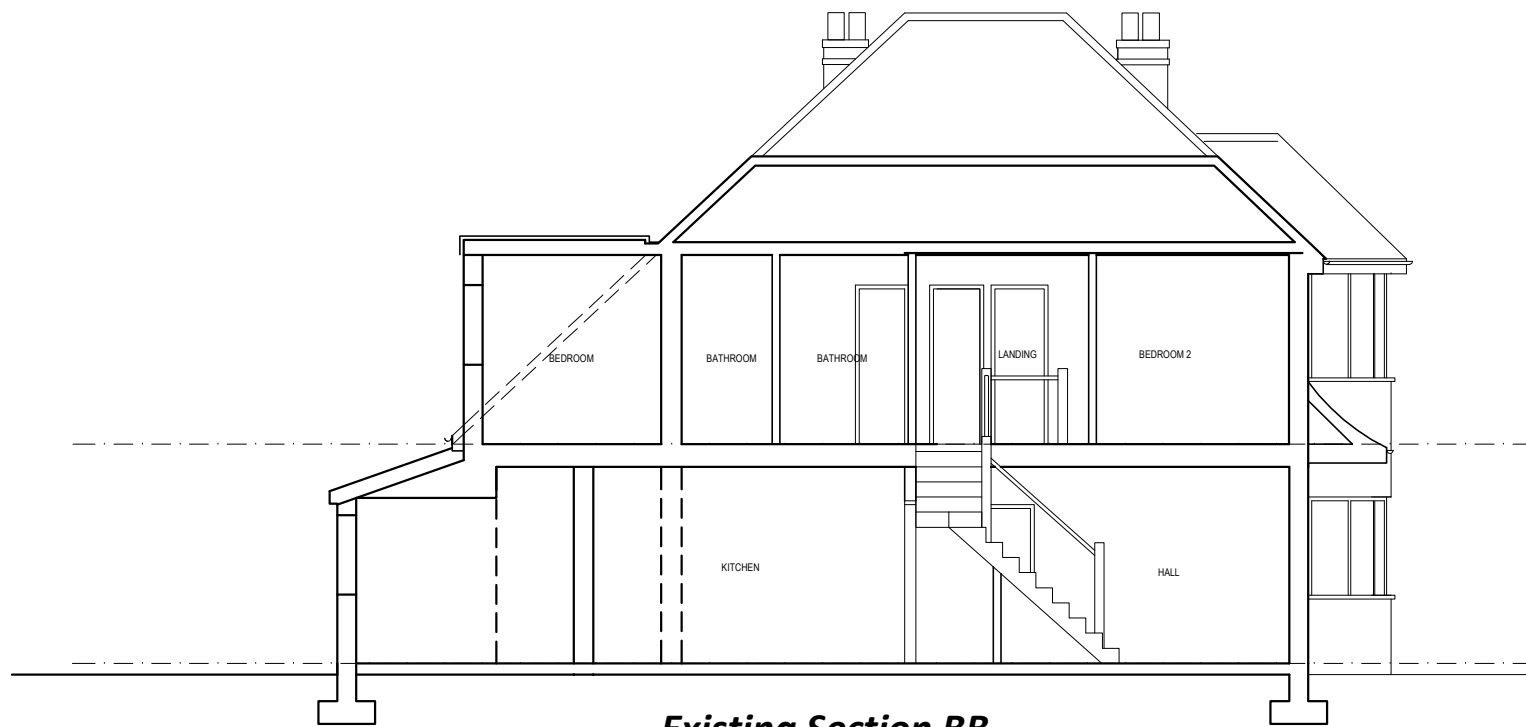 BEDROOM
BATHROOM
BATHROOM
LANDING
BEDROOM 2
KITCHEN
HALL
Existing Section BB